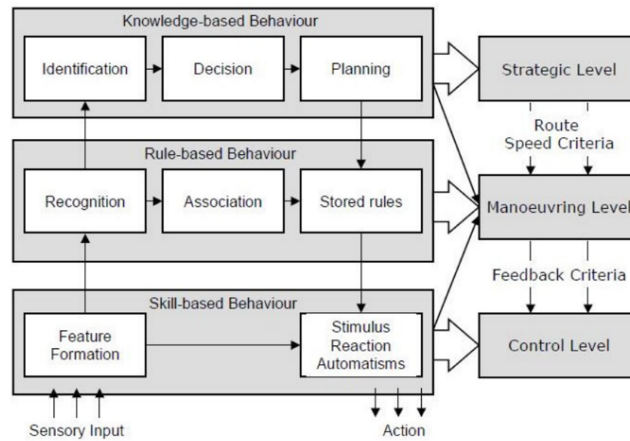 Knowledge-based Behaviour
Identification
Decision
Planning
Strategic Level
Route
Speed Criteria
Rule-based Behaviour
Recognition
Association
Stored rules
Manoeuvring Level
Feedback Criteria
Skill-based Behaviour
Feature
Formation
Stimulus
Reaction
Automatisms
Control Level
Sensory Input
Action